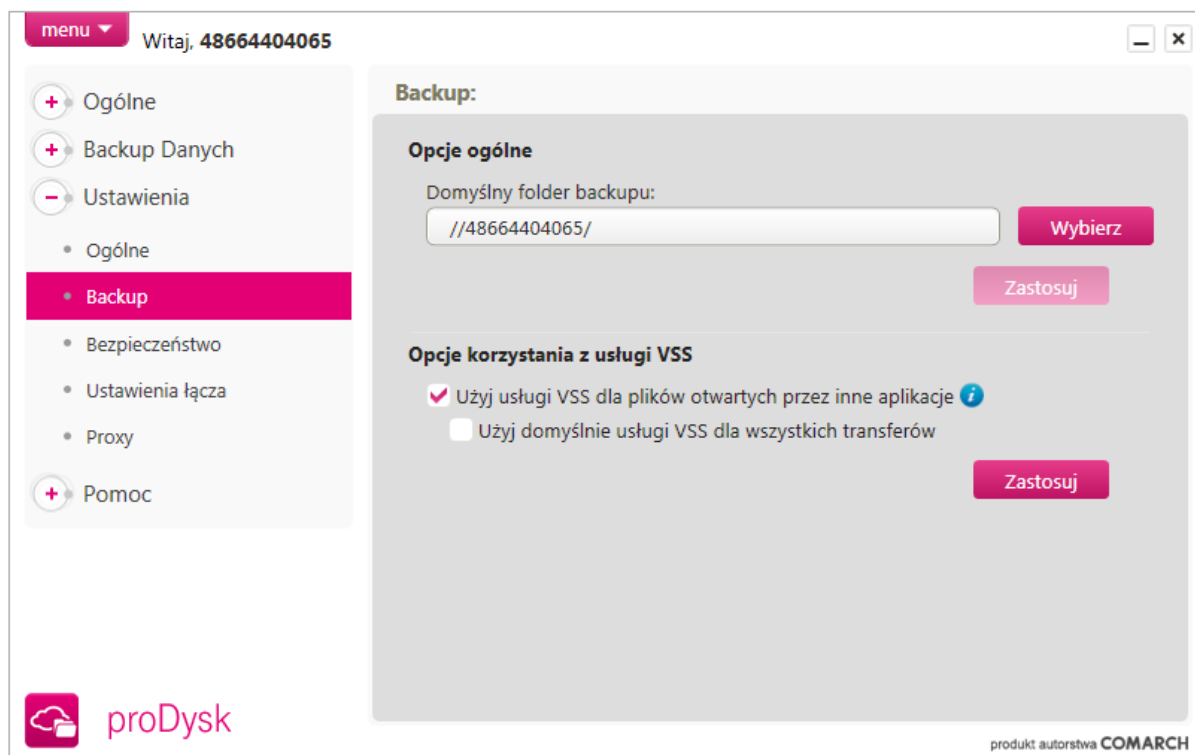 menu
Witaj, 48664404065
Ogólne
Backup Danych
Ustawienia
Ogólne
Backup
Bezpieczeństwo
Ustawienia łącza
Proxy
Pomoc
Backup:
Opcje ogólne
Domyślny folder backupu:
//48664404065/
Wybierz
Zastosuj
Opcje korzystania z usługi VSS
Użyj usługi VSS dla plików otwartych przez inne aplikacje i
Użyj domyślnie usługi VSS dla wszystkich transferów
Zastosuj
proDysk
produkt autorstwa COMARCH